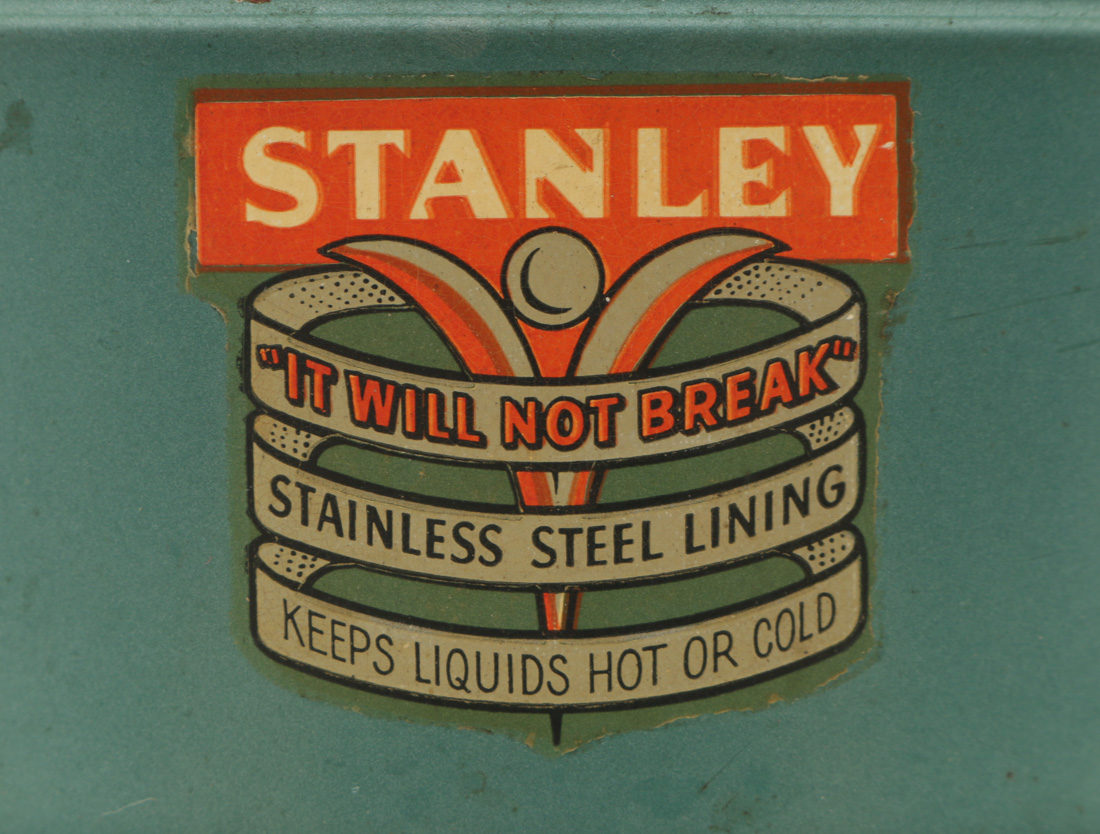 STANLEY
"IT WILL NOT BREAK"
STAINLESS STEEL LINING
KEEPS LIQUIDS HOT OR COLD